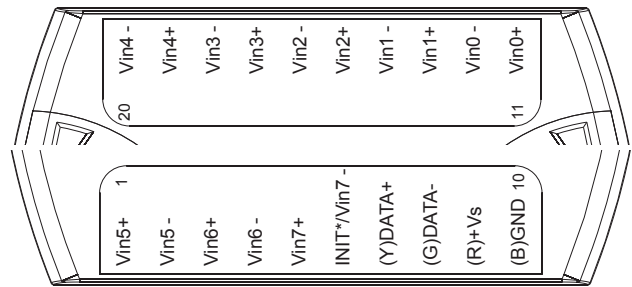 Vin4 -
Vin4+
Vin3 -
Vin3+
Vin2 -
Vin2+
Vin1 -
Vin1+
Vin0 -
Vin0+
20
11
1
10
Vin5+
Vin5 -
Vin6+
Vin6 -
Vin7+
INIT*/Vin7 -
(Y)DATA+
(G)DATA-
(R)+Vs
(B)GND